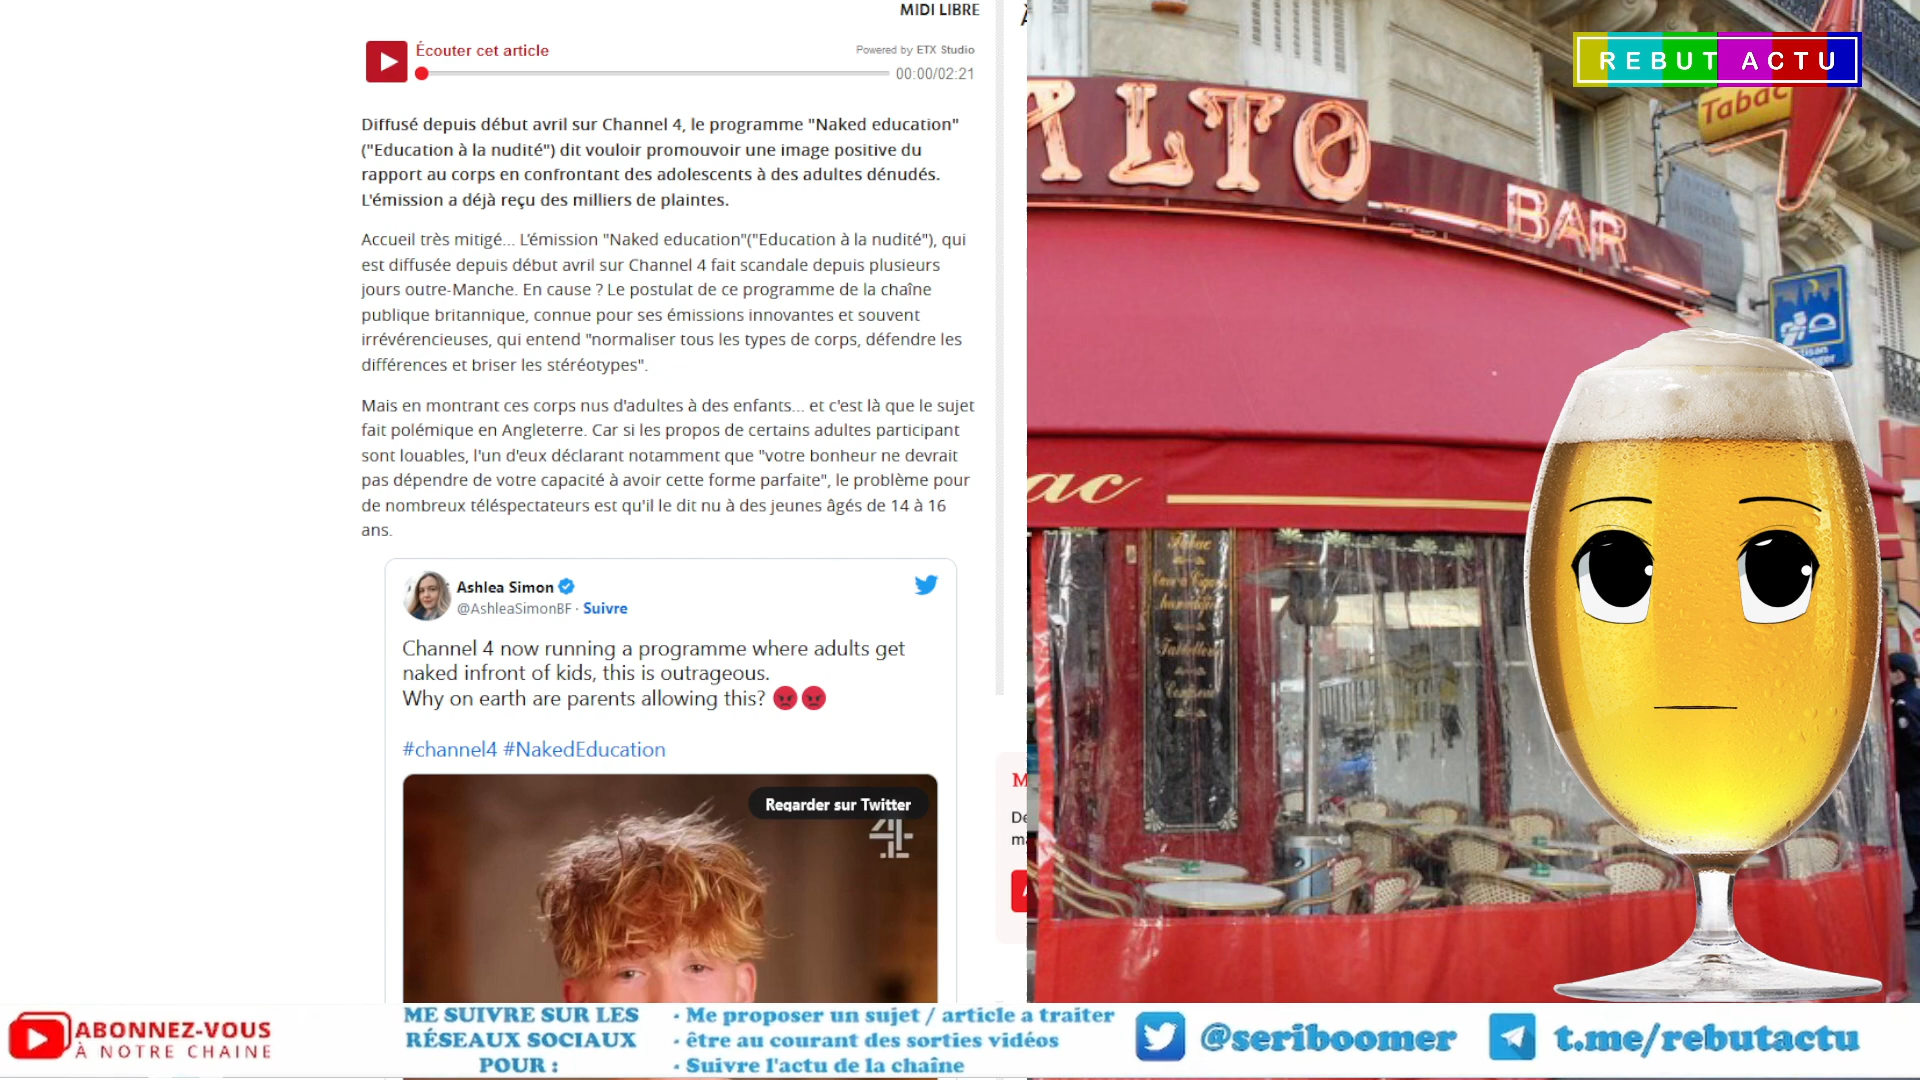 MIDI LIBRE
Écouter cet article
Powered by ETX Studio
00:00/02:21
Diffusé depuis début avril sur Channel 4, le programme "Naked education"
("Education à la nudité") dit vouloir promouvoir une image positive du
rapport au corps en confrontant des adolescents à des adultes dénudés.
L'émission a déjà reçu des milliers de plaintes.
Accueil très mitigé... L'émission "Naked education"("Education à la nudité"), qui
est diffusée depuis début avril sur Channel 4 fait scandale depuis plusieurs
jours outre-Manche. En cause ? Le postulat de ce programme de la chaîne
publique britannique, connue pour ses émissions innovantes et souvent
irrévérencieuses, qui entend "normaliser tous les types de corps, défendre les
différences et briser les stéréotypes".
Mais en montrant ces corps nus d'adultes à des enfants... et c'est là que le sujet
fait polémique en Angleterre. Car si les propos de certains adultes participant
sont louables, l'un d'eux déclarant notamment que "votre bonheur ne devrait
pas dépendre de votre capacité à avoir cette forme parfaite", le problème pour
de nombreux téléspectateurs est qu'il le dit nu à des jeunes âgés de 14 à 16
ans.
Ashlea Simon
@AshleaSimonBF · Suivre
Channel 4 now running a programme where adults get
naked infront of kids, this is outrageous.
Why on earth are parents allowing this? 😡😡
#channel4 #NakedEducation
Regarder sur Twitter
4
REBUT ACTU
Tabac
ALTO
BAR
ac
Tabac
ABONNEZ-VOUS
À NOTRE CHAINE
ME SUIVRE SUR LES
RÉSEAUX SOCIAUX
POUR :
- Me proposer un sujet / article a traiter
- être au courant des sorties vidéos
- Suivre l'actu de la chaîne
@seriboomer
t.me/rebutactu